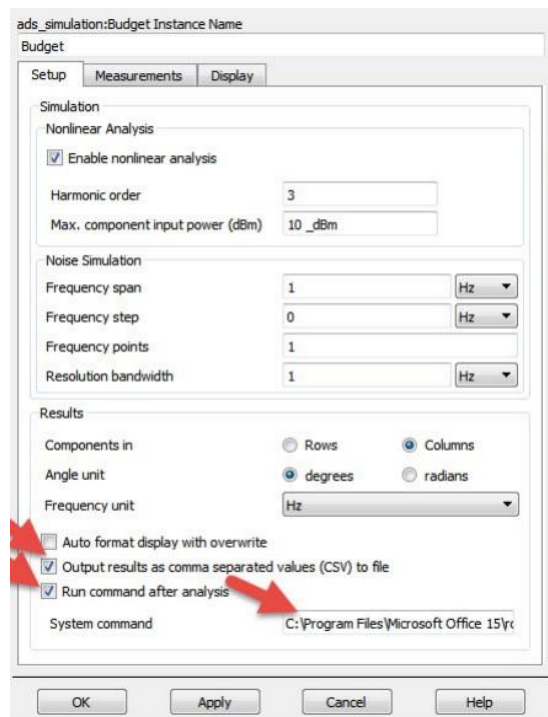 ads_simulation:Budget Instance Name
Budget
Setup Measurements Display
Simulation
Nonlinear Analysis
Enable nonlinear analysis
Harmonic order 3
Max. component input power (dBm) 10 _dBm
Noise Simulation
Frequency span 1 Hz
Frequency step 0 Hz
Frequency points 1
Resolution bandwidth 1 Hz
Results
Components in Rows Columns
Angle unit degrees radians
Frequency unit Hz
Auto format display with overwrite
Output results as comma separated values (CSV) to file
Run command after analysis
System command C:\Program Files\Microsoft Office 15\
OK Apply Cancel Help